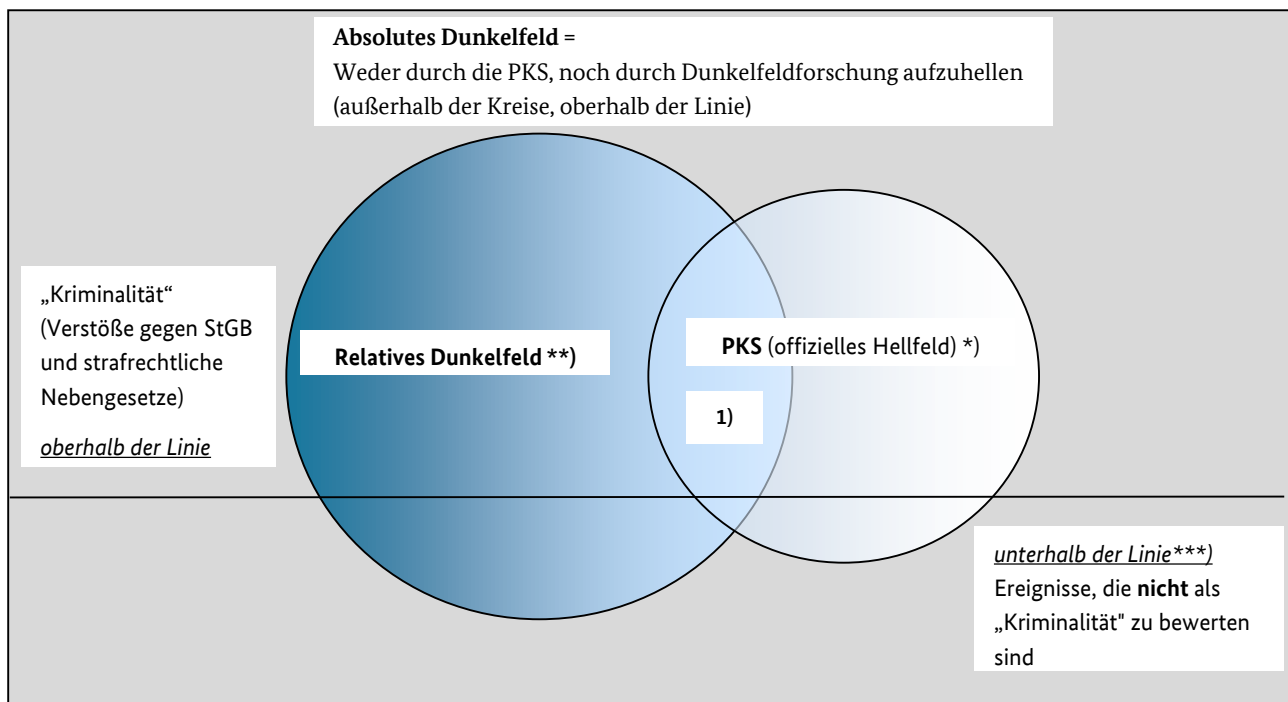 Absolutes Dunkelfeld =
Weder durch die PKS, noch durch Dunkelfeldforschung aufzuhellen
(außerhalb der Kreise, oberhalb der Linie)
„Kriminalität“
(Verstöße gegen StGB
und strafrechtliche
Nebengesetze)
oberhalb der Linie
Relatives Dunkelfeld **)
PKS (offizielles Hellfeld) *)
1)
unterhalb der Linie***)
Ereignisse, die nicht als
„Kriminalität" zu bewerten
sind